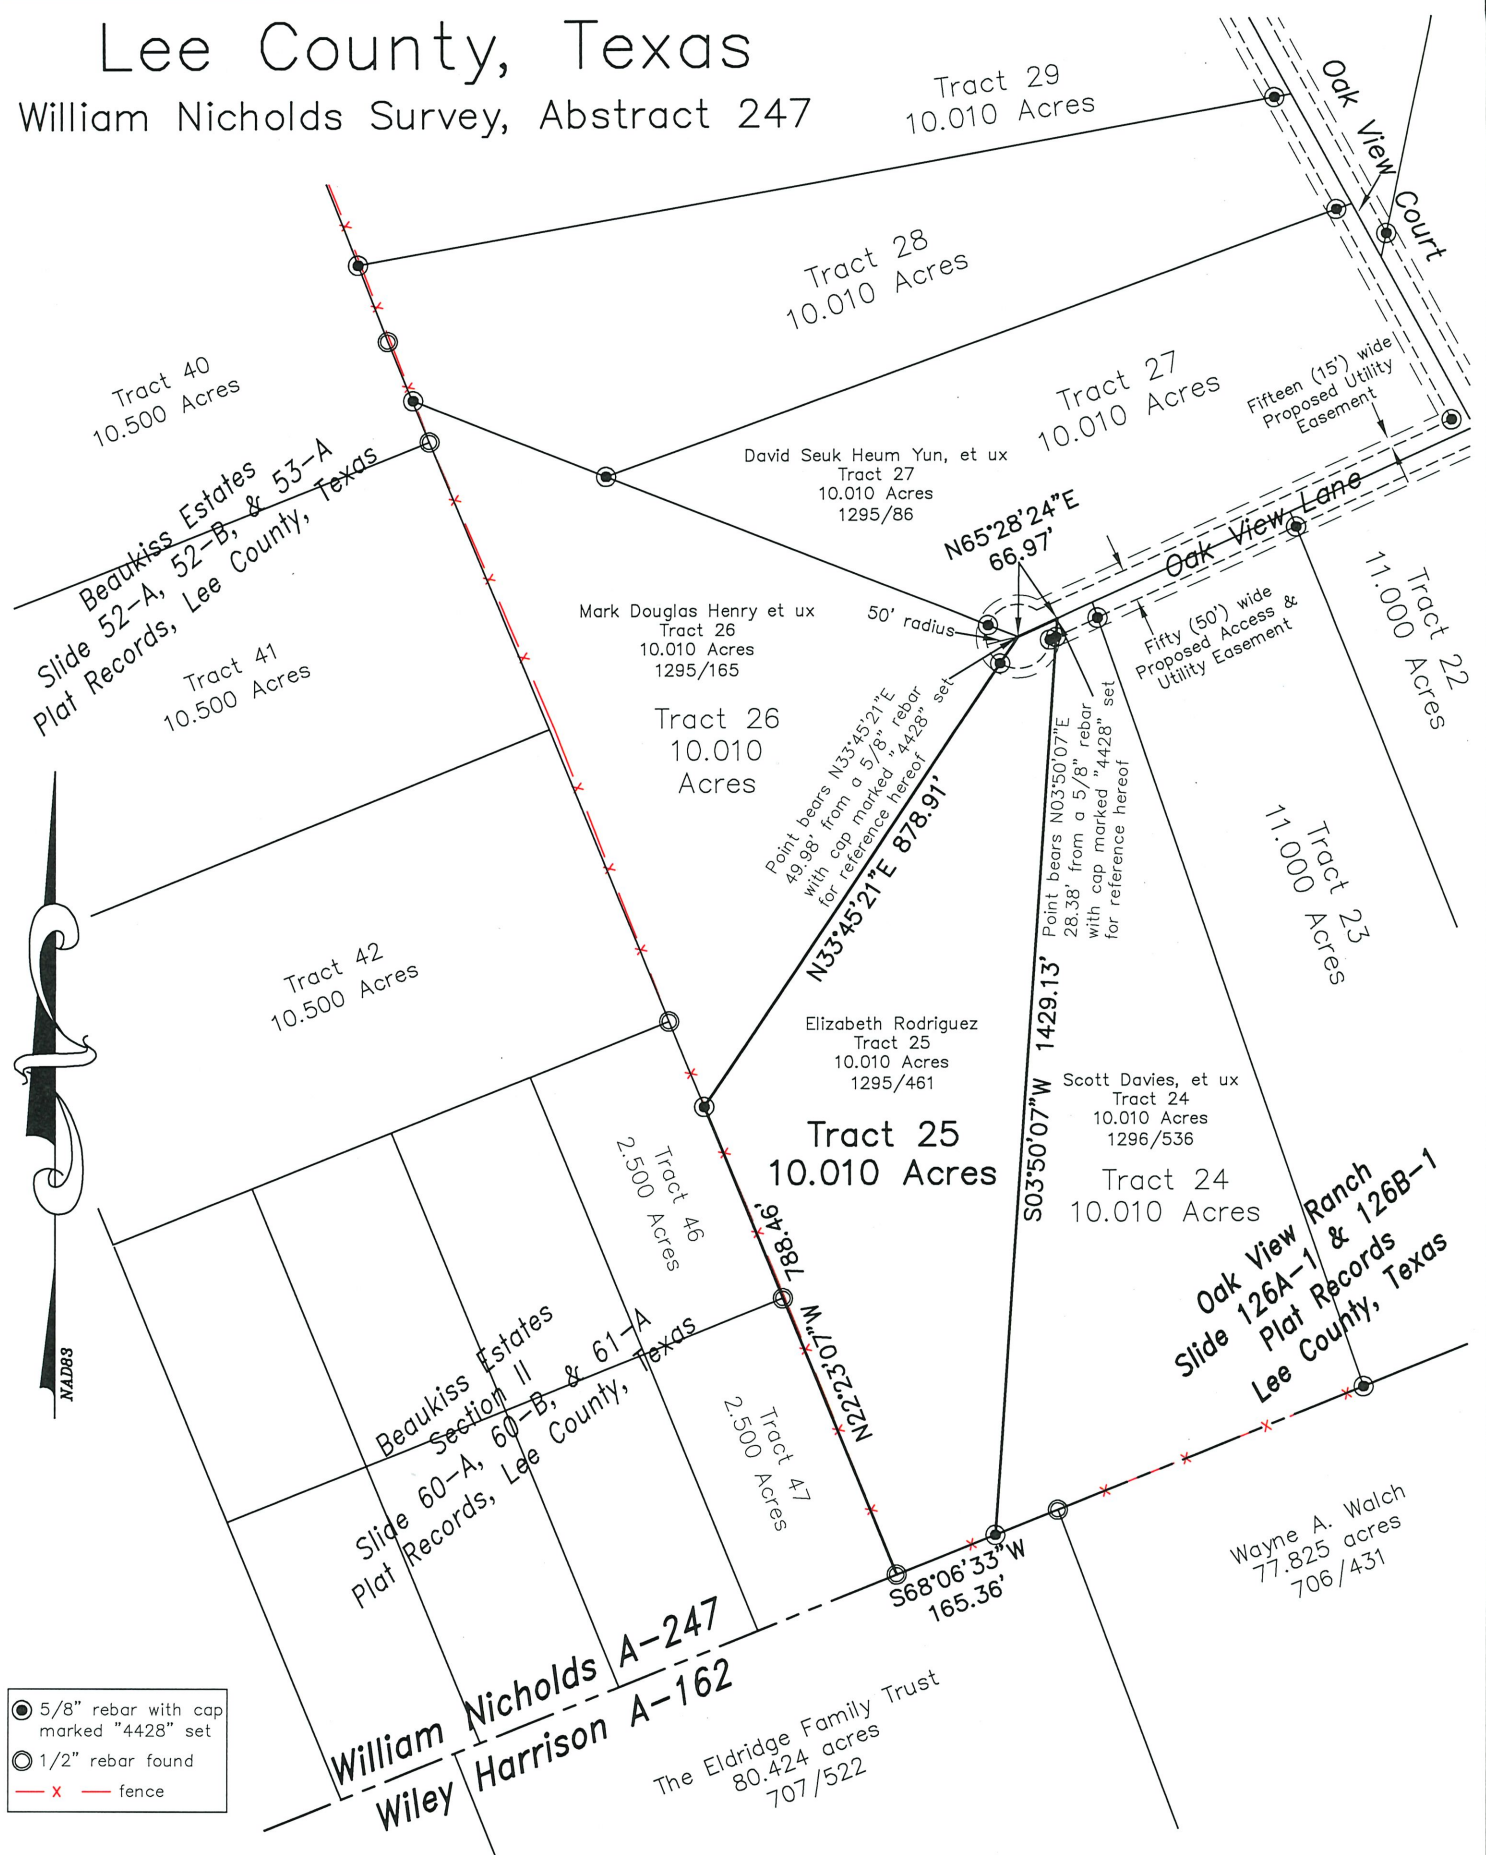 Lee County, Texas
William Nicholds Survey, Abstract 247
Tract 29
10.010 Acres
Oak View Court
Tract 28
10.010 Acres
Tract 40
10.500 Acres
Tract 27
10.010 Acres
Fifteen (15') wide
Proposed Utility
Easement
David Seuk Heum Yun, et ux
Tract 27
10.010 Acres
1295/86
Beaukiss Estates
Slide 52-A, 52-B, & 53-A
Plat Records, Lee County, Texas
N65°28'24"E
66.97'
Oak View Lane
Mark Douglas Henry et ux
Tract 26
10.010 Acres
1295/165
50' radius
Fifty (50') wide
Proposed Access &
Utility Easement
Tract 22
11.000 Acres
Tract 41
10.500 Acres
Tract 26
10.010
Acres
Point bears N33°45'21"E
49.98' from a 5/8" rebar
with cap marked "4428" set
for reference hereof
N33°45'21"E 878.91'
Point bears N03°50'07"E
28.38' from a 5/8" rebar
with cap marked "4428" set
for reference hereof
Tract 23
11.000 Acres
Tract 42
10.500 Acres
Elizabeth Rodriguez
Tract 25
10.010 Acres
1295/461
S03°50'07"W 1429.13'
Scott Davies, et ux
Tract 24
10.010 Acres
1296/536
Tract 25
10.010 Acres
Tract 24
10.010 Acres
Tract 46
2.500 Acres
N22°23'07"W 788.46'
Oak View Ranch
Slide 126A-1 & 126B-1
Plat Records
Lee County, Texas
NAD83
Beaukiss Estates
Section II
Slide 60-A, 60-B, & 61-A
Plat Records, Lee County, Texas
Tract 47
2.500 Acres
Wayne A. Walch
77.825 acres
706/431
S68°06'33"W
165.36'
William Nicholds A-247
Wiley Harrison A-162
The Eldridge Family Trust
80.424 acres
707/522
5/8" rebar with cap
marked "4428" set
1/2" rebar found
x fence